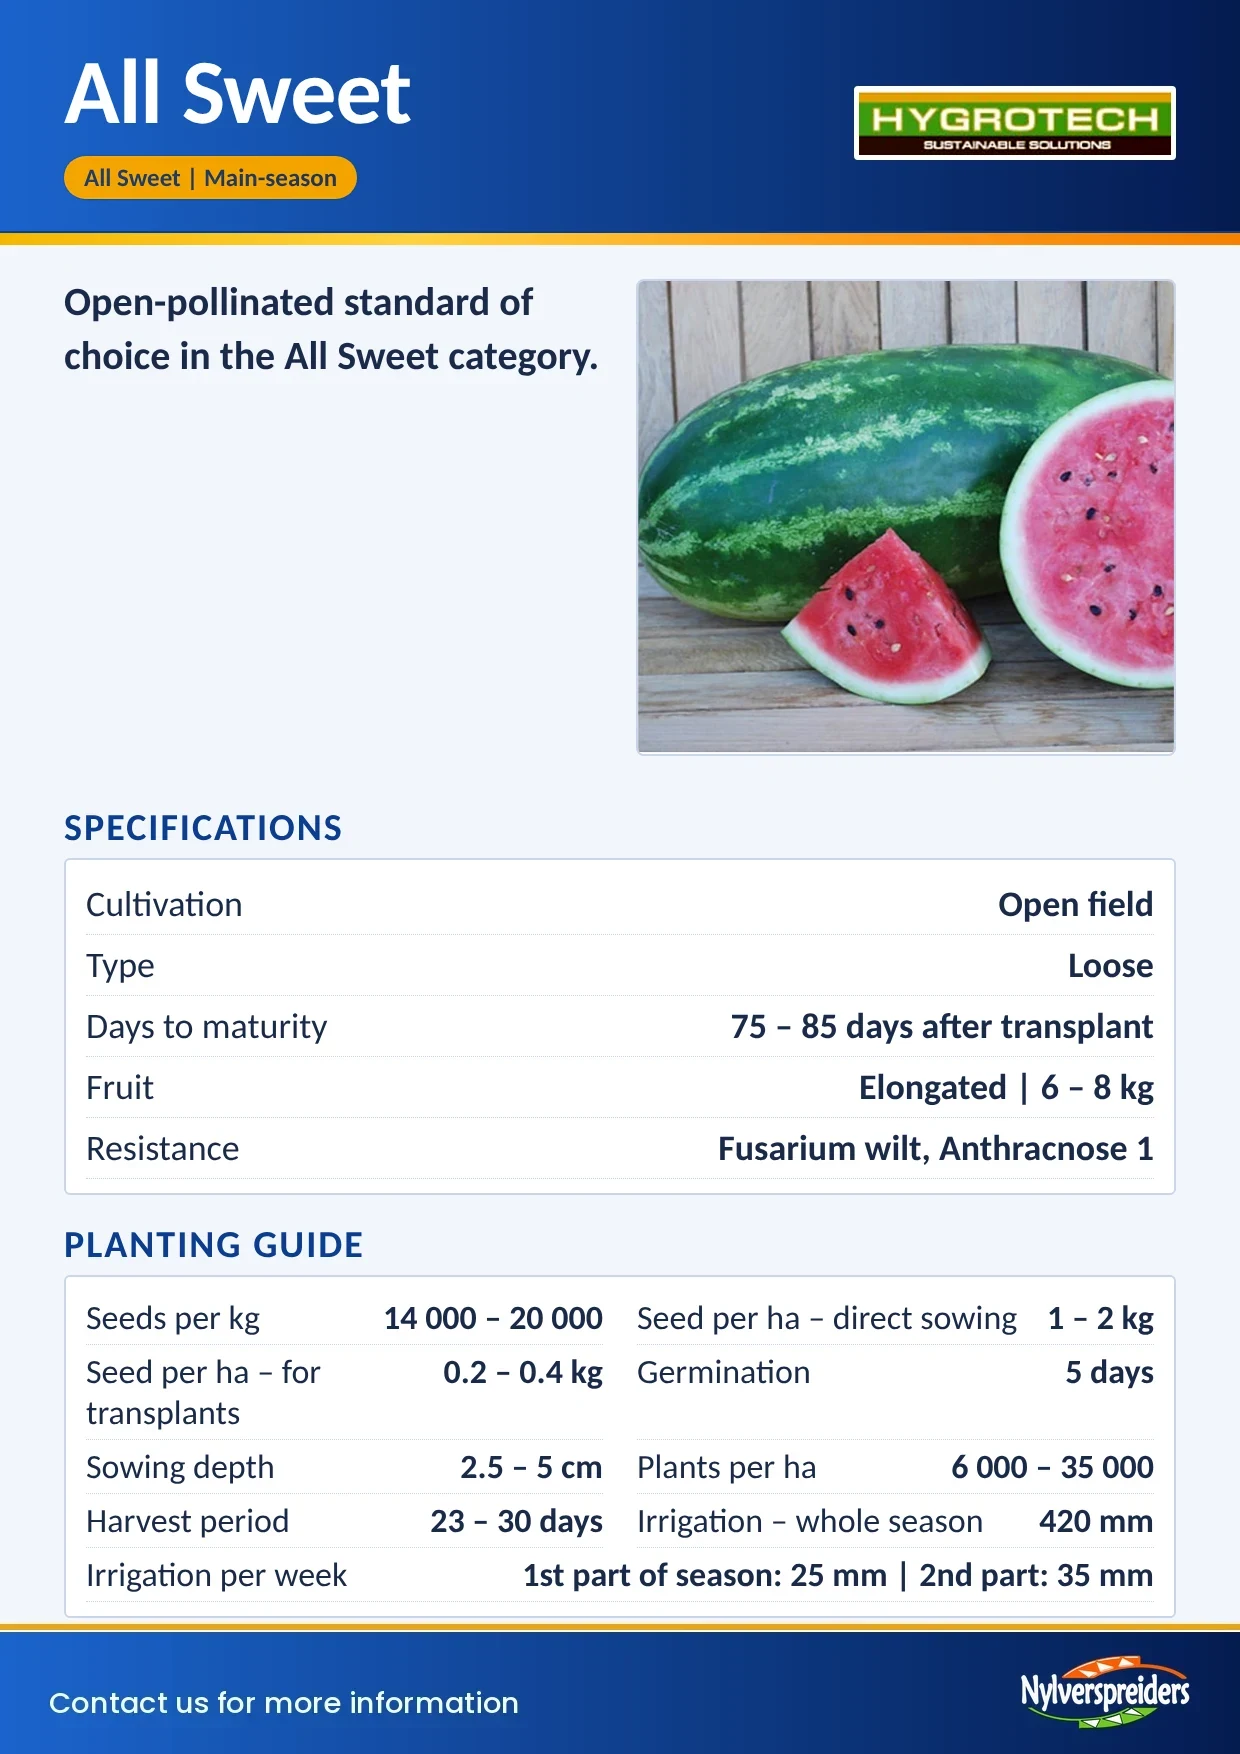 All Sweet
All Sweet | Main-season
HYGROTECH
SUSTAINABLE SOLUTIONS
Open-pollinated standard of
choice in the All Sweet category.
SPECIFICATIONS
Cultivation Open field
Type Loose
Days to maturity 75 – 85 days after transplant
Fruit Elongated | 6 – 8 kg
Resistance Fusarium wilt, Anthracnose 1
PLANTING GUIDE
Seeds per kg 14 000 – 20 000 Seed per ha – direct sowing 1 – 2 kg
Seed per ha – for 0.2 – 0.4 kg Germination 5 days
transplants
Sowing depth 2.5 – 5 cm Plants per ha 6 000 – 35 000
Harvest period 23 – 30 days Irrigation – whole season 420 mm
Irrigation per week 1st part of season: 25 mm | 2nd part: 35 mm
Contact us for more information
Nylverspreiders